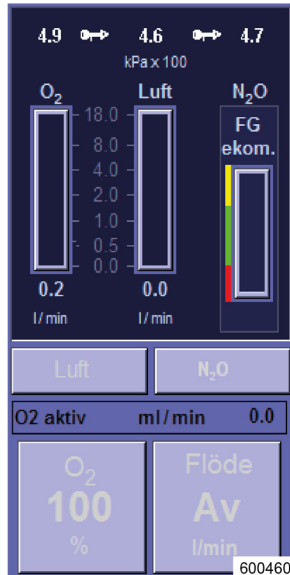 4.9 4.6 4.7
kPa x 100
O₂ Luft N₂O
FG
ekom.
18.0
8.0
4.0
2.0
1.0
0.5
0.0
0.2 0.0
l/min l/min
Luft N₂O
O2 aktiv ml/min 0.0
O₂ Flöde
100 Av
% l/min
600460